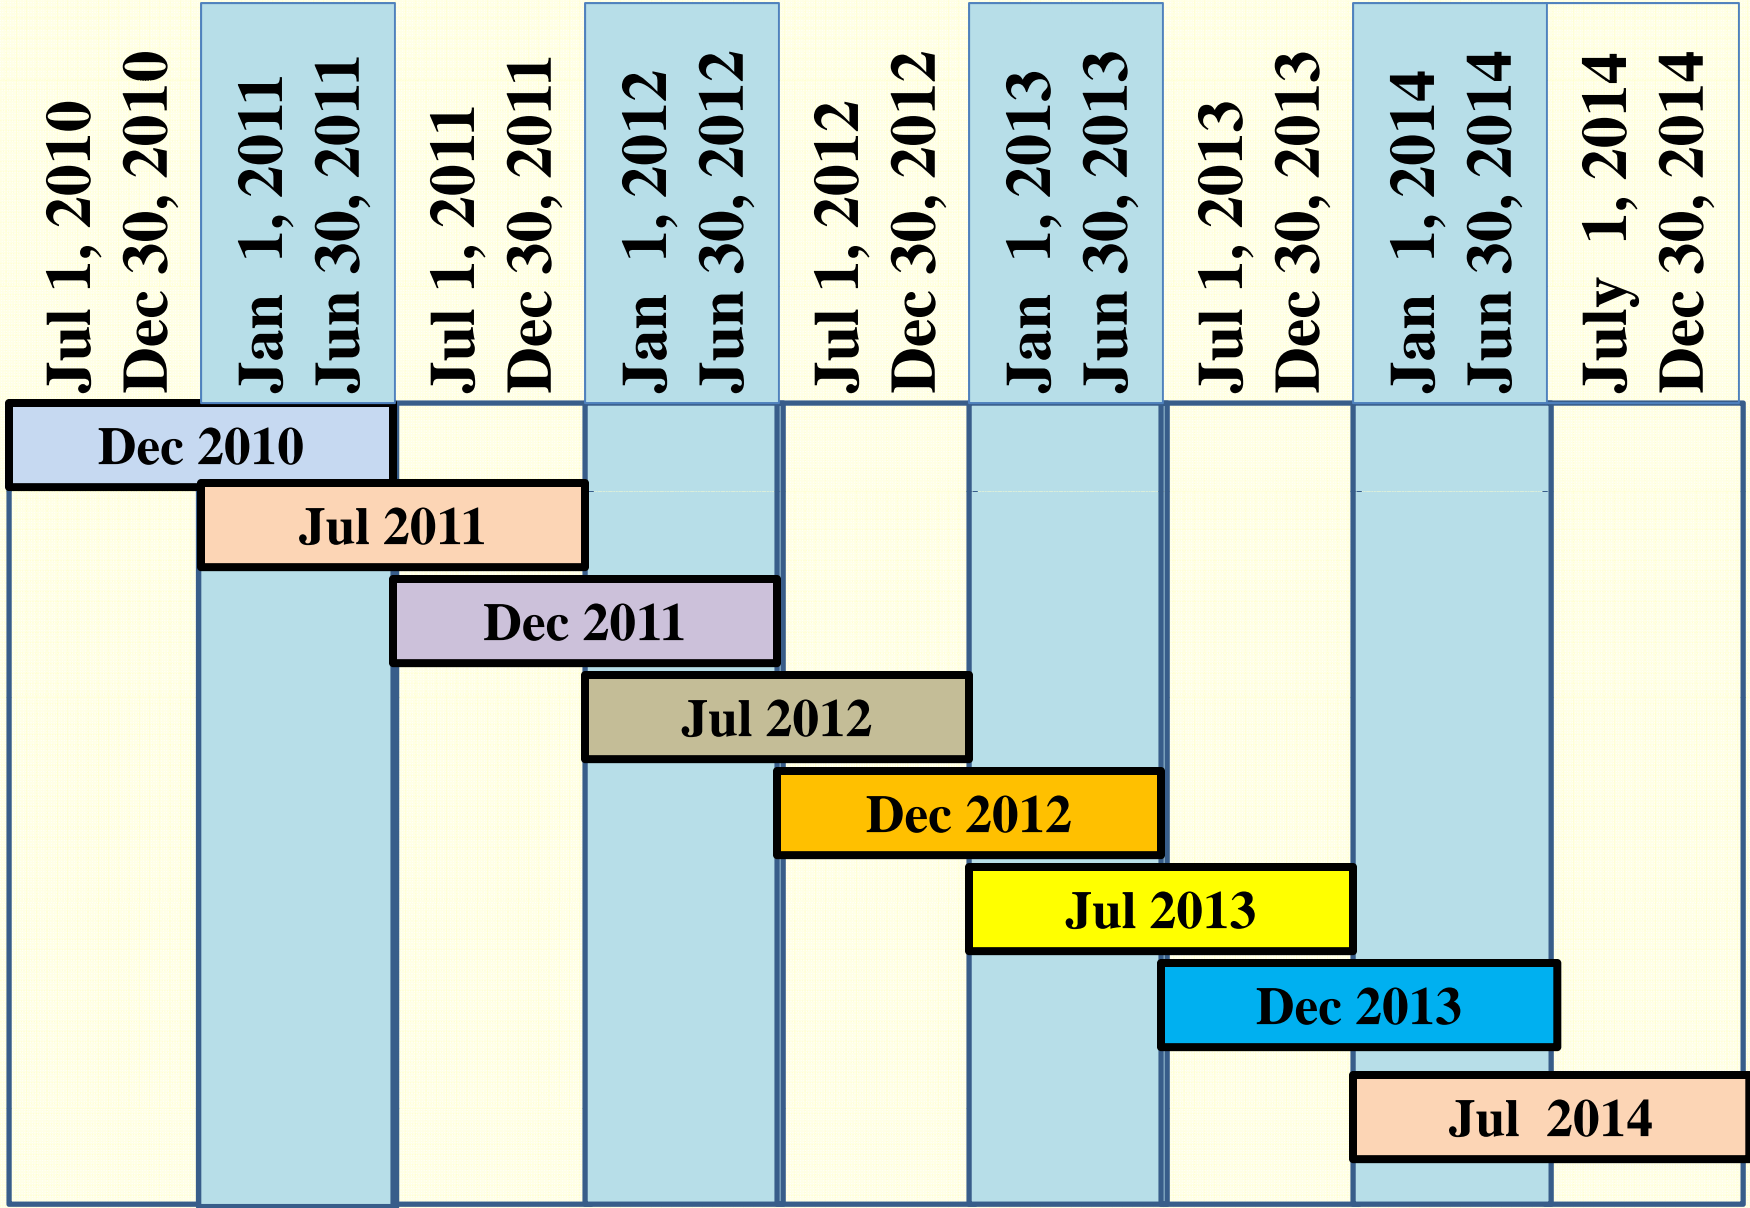 Jul 1, 2010
Dec 30, 2010
Jan 1, 2011
Jun 30, 2011
Jul 1, 2011
Dec 30, 2011
Jan 1, 2012
Jun 30, 2012
Jul 1, 2012
Dec 30, 2012
Jan 1, 2013
Jun 30, 2013
Jul 1, 2013
Dec 30, 2013
Jan 1, 2014
Jun 30, 2014
July 1, 2014
Dec 30, 2014
Dec 2010
Jul 2011
Dec 2011
Jul 2012
Dec 2012
Jul 2013
Dec 2013
Jul 2014